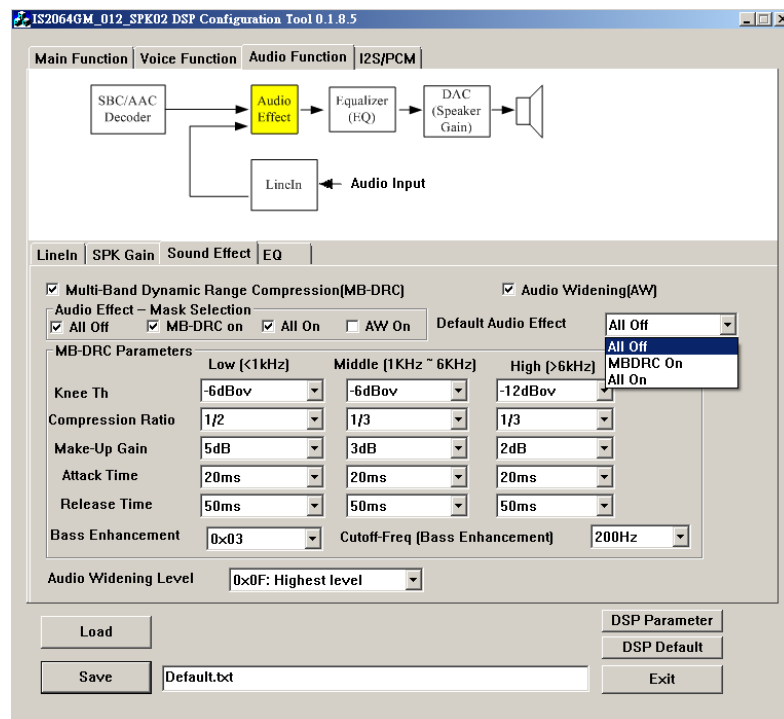 IS2064GM_012_SPK02 DSP Configuration Tool 0.1.8.5
Main Function Voice Function Audio Function I2S/PCM
SBC/AAC Decoder
Audio Effect
Equalizer (EQ)
DAC (Speaker Gain)
LineIn
Audio Input
LineIn SPK Gain Sound Effect EQ
Multi-Band Dynamic Range Compression(MB-DRC) Audio Widening(AW)
Audio Effect – Mask Selection
All Off MB-DRC on All On AW On
Default Audio Effect All Off
All Off
MBDRC On
All On
MB-DRC Parameters
Low (<1kHz) Middle (1KHz ~ 6KHz) High (>6kHz)
Knee Th -6dBov -6dBov -12dBov
Compression Ratio 1/2 1/3 1/3
Make-Up Gain 5dB 3dB 2dB
Attack Time 20ms 20ms 20ms
Release Time 50ms 50ms 50ms
Bass Enhancement 0x03 Cutoff-Freq (Bass Enhancement) 200Hz
Audio Widening Level 0x0F: Highest level
Load
DSP Parameter
DSP Default
Save Default.txt Exit